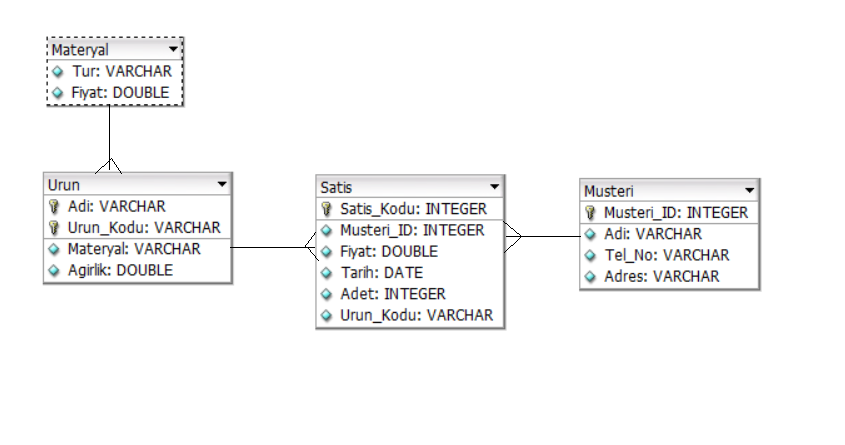 Materyal
Tur: VARCHAR
Fiyat: DOUBLE
Urun
Adi: VARCHAR
Urun_Kodu: VARCHAR
Materyal: VARCHAR
Agirlik: DOUBLE
Satis
Satis_Kodu: INTEGER
Musteri_ID: INTEGER
Fiyat: DOUBLE
Tarih: DATE
Adet: INTEGER
Urun_Kodu: VARCHAR
Musteri
Musteri_ID: INTEGER
Adi: VARCHAR
Tel_No: VARCHAR
Adres: VARCHAR